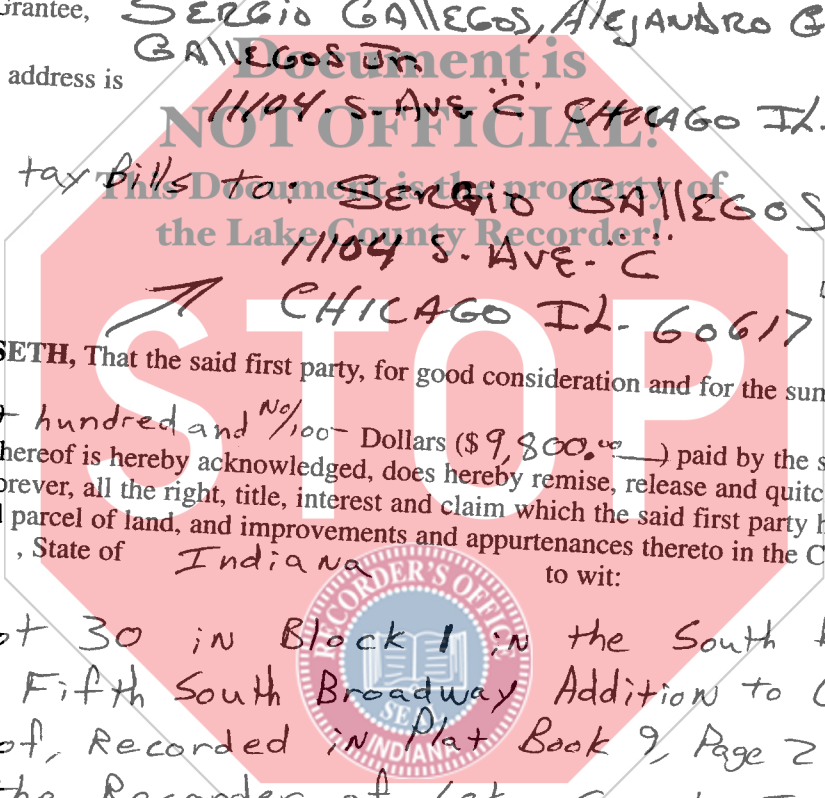 Grantee, SERGIO GALLEGOS, ALEJANDRO G
GALLEGOS Jr.
address is
11104 - S - AVE "C" CHICAGO IL.
tax Bills to: SERGIO GALLEGOS
11104 S. AVE. "C"
CHICAGO IL - 60617
SETH, That the said first party, for good consideration and for the sum
hundred and No/100 - Dollars ($ 9,800.00 ) paid by the s
hereof is hereby acknowledged, does hereby remise, release and quitc
orever, all the right, title, interest and claim which the said first party h
parcel of land, and improvements and appurtenances thereto in the C
, State of Indiana to wit:
ot 30 in Block 1 in the South
Fifth South Broadway Addition to
of, Recorded in Plat Book 9, Page 2
the Recorder of
Document is
NOT OFFICIAL!
This Document is the property of
the Lake County Recorder!
STOP
RECORDER'S OFFICE
SEAL
INDIANA